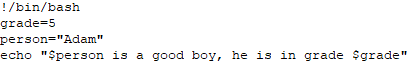 !/bin/bash
grade=5
person="Adam"
echo "$person is a good boy, he is in grade $grade"